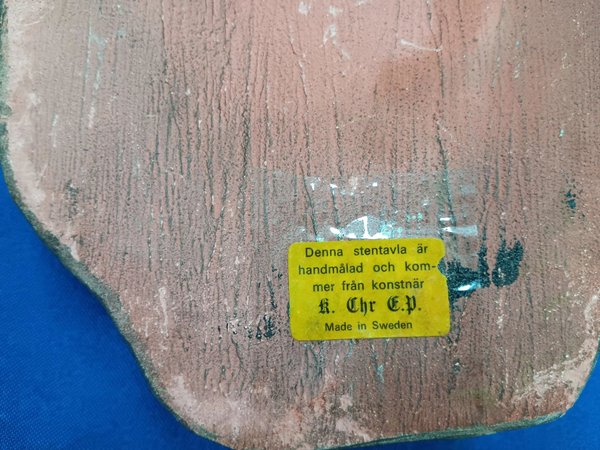 Denna stentavla är
handmålad och kom-
mer från konstnär
K. Chr E.P.
Made in Sweden